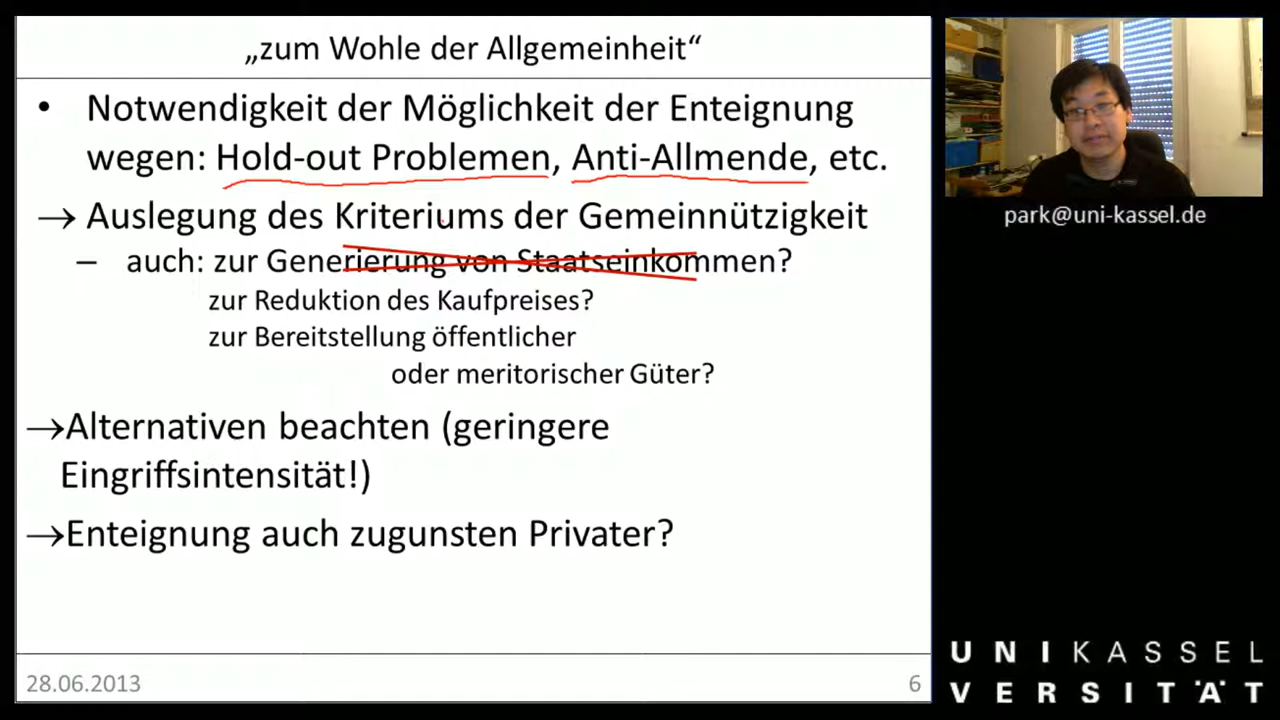 „zum Wohle der Allgemeinheit“
• Notwendigkeit der Möglichkeit der Enteignung
wegen: Hold-out Problemen, Anti-Allmende, etc.
→ Auslegung des Kriteriums der Gemeinnützigkeit
– auch: zur Generierung von Staatseinkommen?
zur Reduktion des Kaufpreises?
zur Bereitstellung öffentlicher
oder meritorischer Güter?
→Alternativen beachten (geringere
Eingriffsintensität!)
→Enteignung auch zugunsten Privater?
28.06.2013
6
park@uni-kassel.de
UNIKASSEL
VERSITÄT